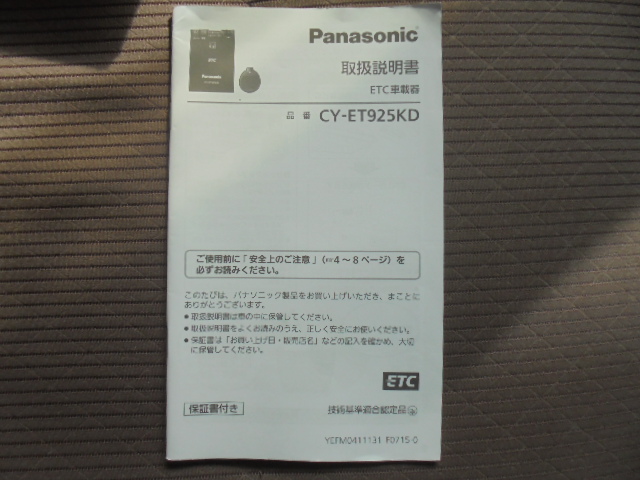 Panasonic
取扱説明書
ETC車載器
品番 CY-ET925KD
Panasonic
ご使用前に「安全上のご注意」(☞4～8ページ)を
必ずお読みください。
このたびは、パナソニック製品をお買い上げいただき、まことに
ありがとうございます。
●取扱説明書は車の中に保管してください。
●取扱説明書をよくお読みのうえ、正しく安全にお使いください。
●保証書は「お買い上げ日・販売店名」などの記入を確かめ、大切
に保管してください。
ETC
保証書付き
技術基準適合認定品
YEFM0411131 F0715-0